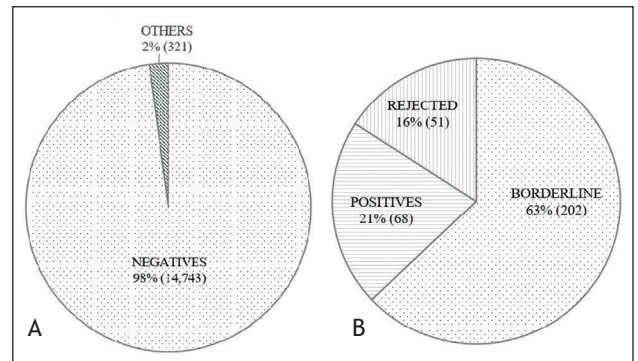 OTHERS
2% (321)
NEGATIVES
98% (14,743)
A
REJECTED
16% (51)
POSITIVES
21% (68)
BORDERLINE
63% (202)
B